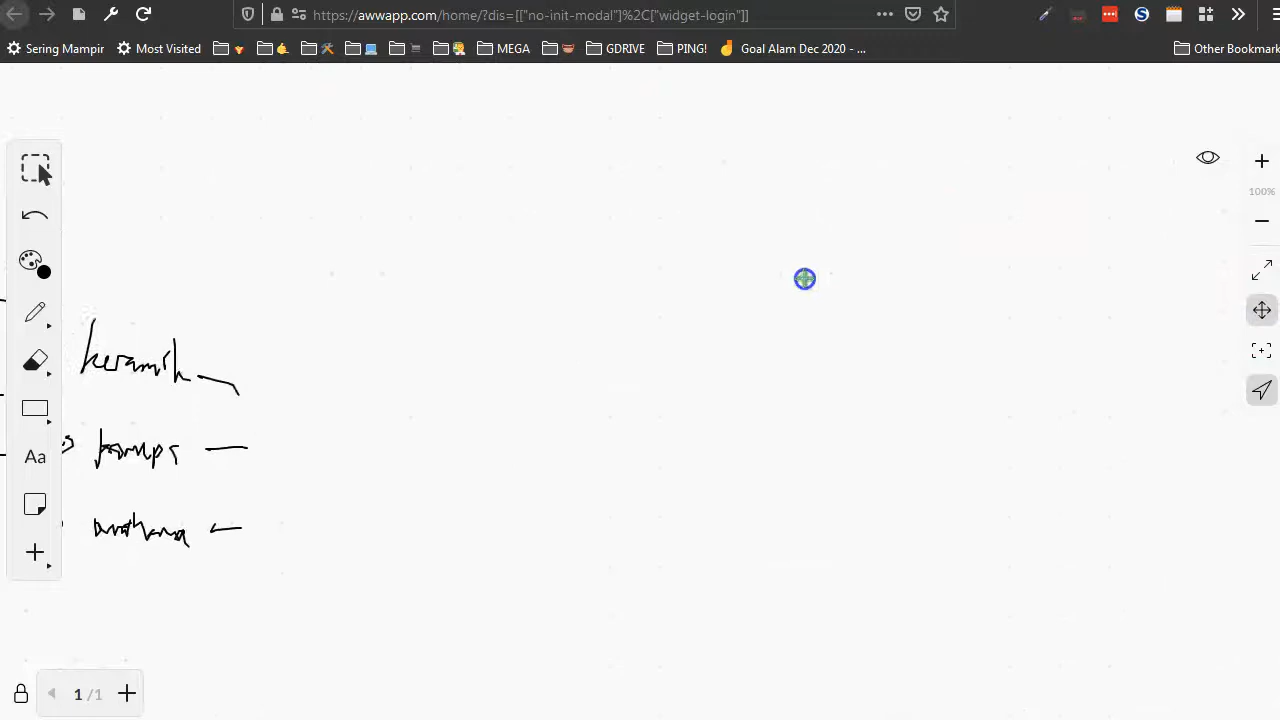 https://awwapp.com/home/?dis=[["no-init-modal"]%2C["widget-login"]]
Sering Mampir Most Visited MEGA GDRIVE PING! Goal Alam Dec 2020 - ... Other Bookmark
100%
Aa
1 /1